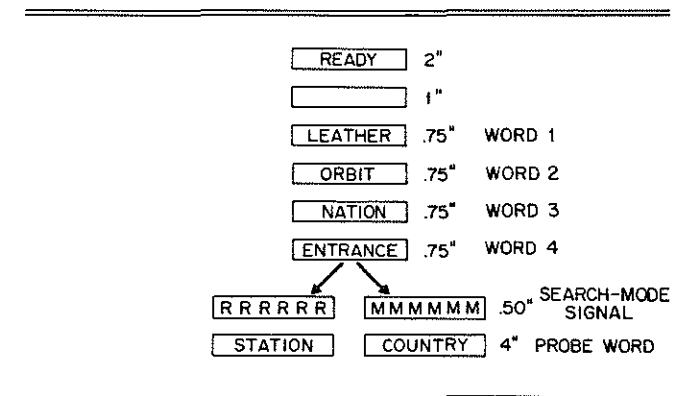 READY 2"
1"
LEATHER .75" WORD 1
ORBIT .75" WORD 2
NATION .75" WORD 3
ENTRANCE .75" WORD 4
RRRRRR MMMMMM .50" SEARCH-MODE
SIGNAL
STATION COUNTRY 4" PROBE WORD